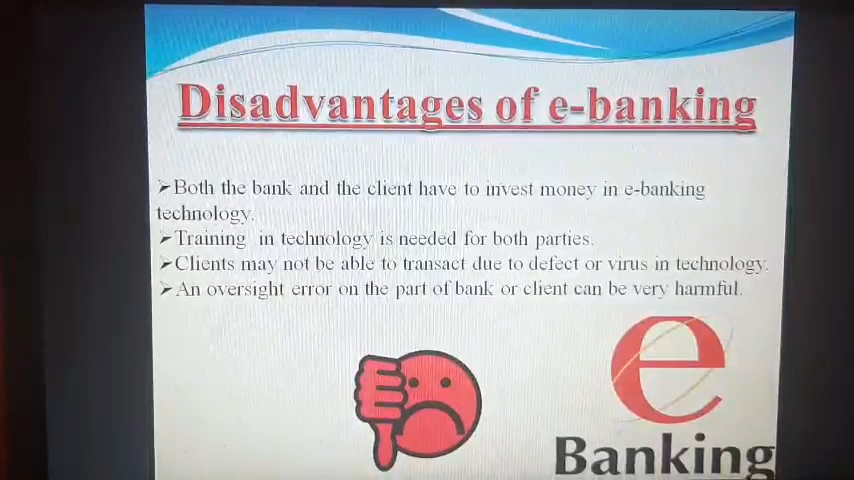 Disadvantages of e-banking
➢Both the bank and the client have to invest money in e-banking
technology.
➢Training in technology is needed for both parties.
➢Clients may not be able to transact due to defect or virus in technology.
➢An oversight error on the part of bank or client can be very harmful.
e
Banking